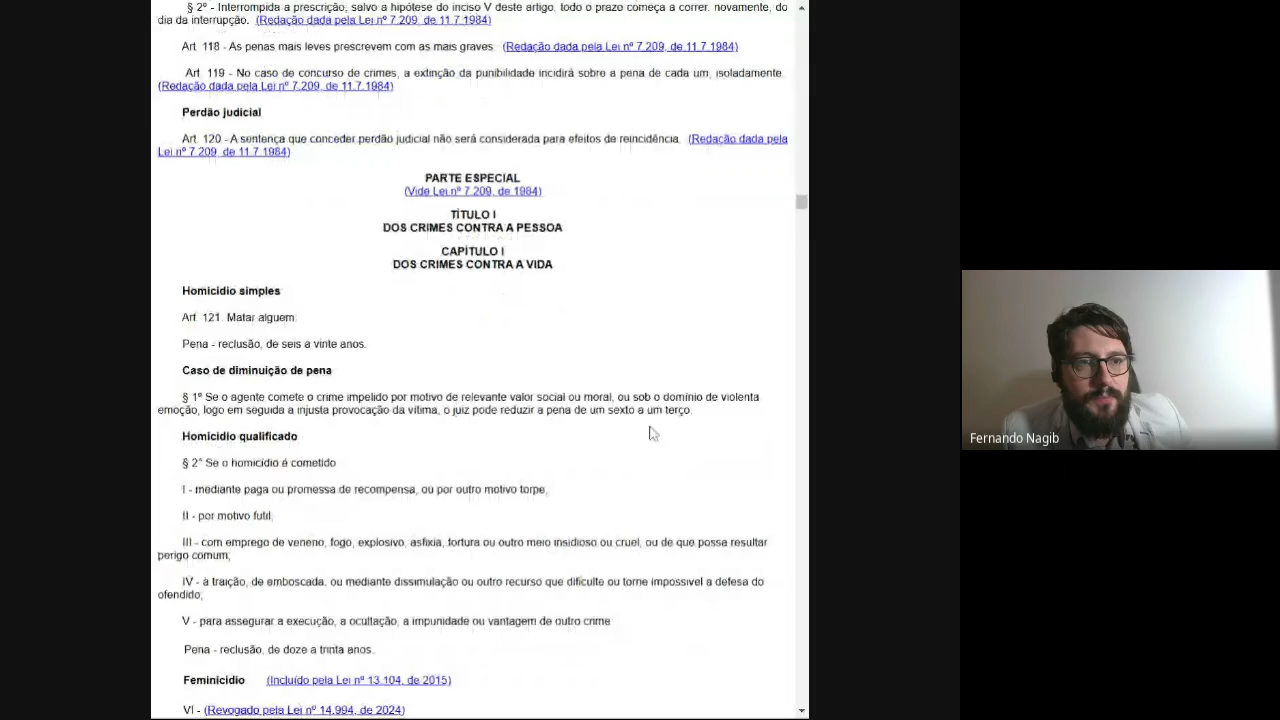 § 2º - Interrompida a prescrição, salvo a hipótese do inciso V deste artigo, todo o prazo começa a correr, novamente, do
dia da interrupção. (Redação dada pela Lei nº 7.209, de 11.7.1984)
Art. 118 - As penas mais leves prescrevem com as mais graves. (Redação dada pela Lei nº 7.209, de 11.7.1984)
Art. 119 - No caso de concurso de crimes, a extinção da punibilidade incidirá sobre a pena de cada um, isoladamente.
(Redação dada pela Lei nº 7.209, de 11.7.1984)
Perdão judicial
Art. 120 - A sentença que conceder perdão judicial não será considerada para efeitos de reincidência. (Redação dada pela
Lei nº 7.209, de 11.7.1984)
PARTE ESPECIAL
(Vide Lei nº 7.209, de 1984)
TÍTULO I
DOS CRIMES CONTRA A PESSOA
CAPÍTULO I
DOS CRIMES CONTRA A VIDA
Homicídio simples
Art. 121. Matar alguem:
Pena - reclusão, de seis a vinte anos.
Caso de diminuição de pena
§ 1º Se o agente comete o crime impelido por motivo de relevante valor social ou moral, ou sob o domínio de violenta
emoção, logo em seguida a injusta provocação da vítima, o juiz pode reduzir a pena de um sexto a um terço.
Homicídio qualificado
§ 2° Se o homicídio é cometido
I - mediante paga ou promessa de recompensa, ou por outro motivo torpe;
II - por motivo futil;
III - com emprego de veneno, fogo, explosivo, asfixia, tortura ou outro meio insidioso ou cruel, ou de que possa resultar
perigo comum;
IV - à traição, de emboscada, ou mediante dissimulação ou outro recurso que dificulte ou torne impossivel a defesa do
ofendido;
V - para assegurar a execução, a ocultação, a impunidade ou vantagem de outro crime
Pena - reclusão, de doze a trinta anos.
Feminicídio (Incluído pela Lei nº 13.104, de 2015)
VI - (Revogado pela Lei nº 14.994, de 2024)
Fernando Nagib